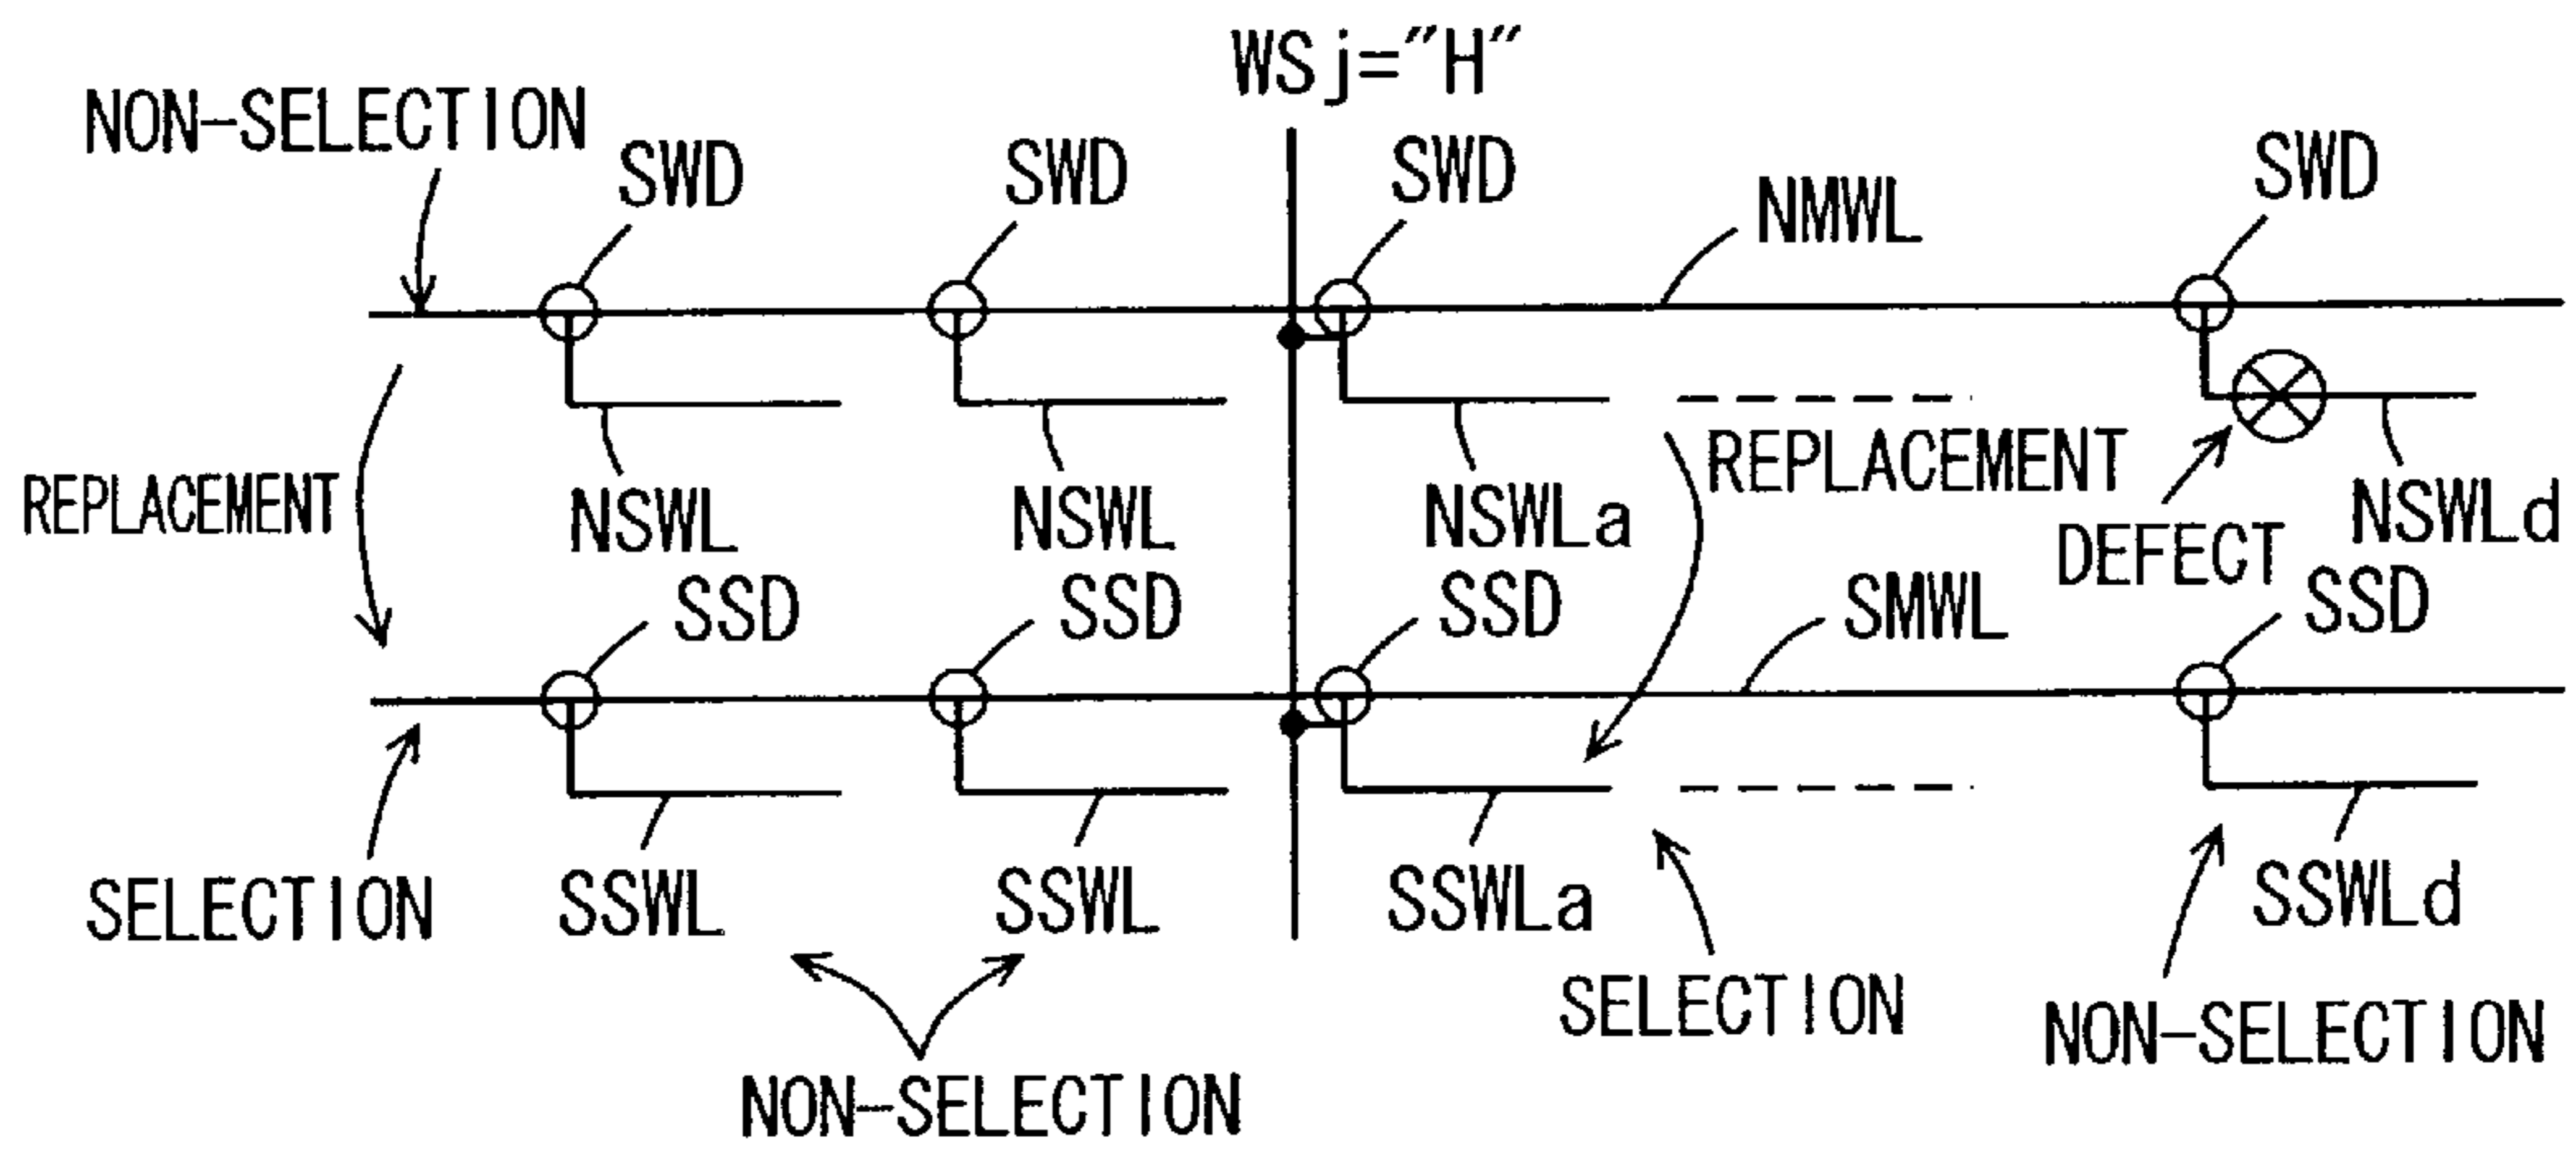 WSj="H"
NON-SELECTION
SWD SWD SWD NMWL SWD
REPLACEMENT
REPLACEMENT
NSWL NSWL NSWLa DEFECT NSWLd
SSD SSD SSD SMWL SSD
SELECTION
SSWL SSWL SSWLa SSWLd
SELECTION
NON-SELECTION
NON-SELECTION